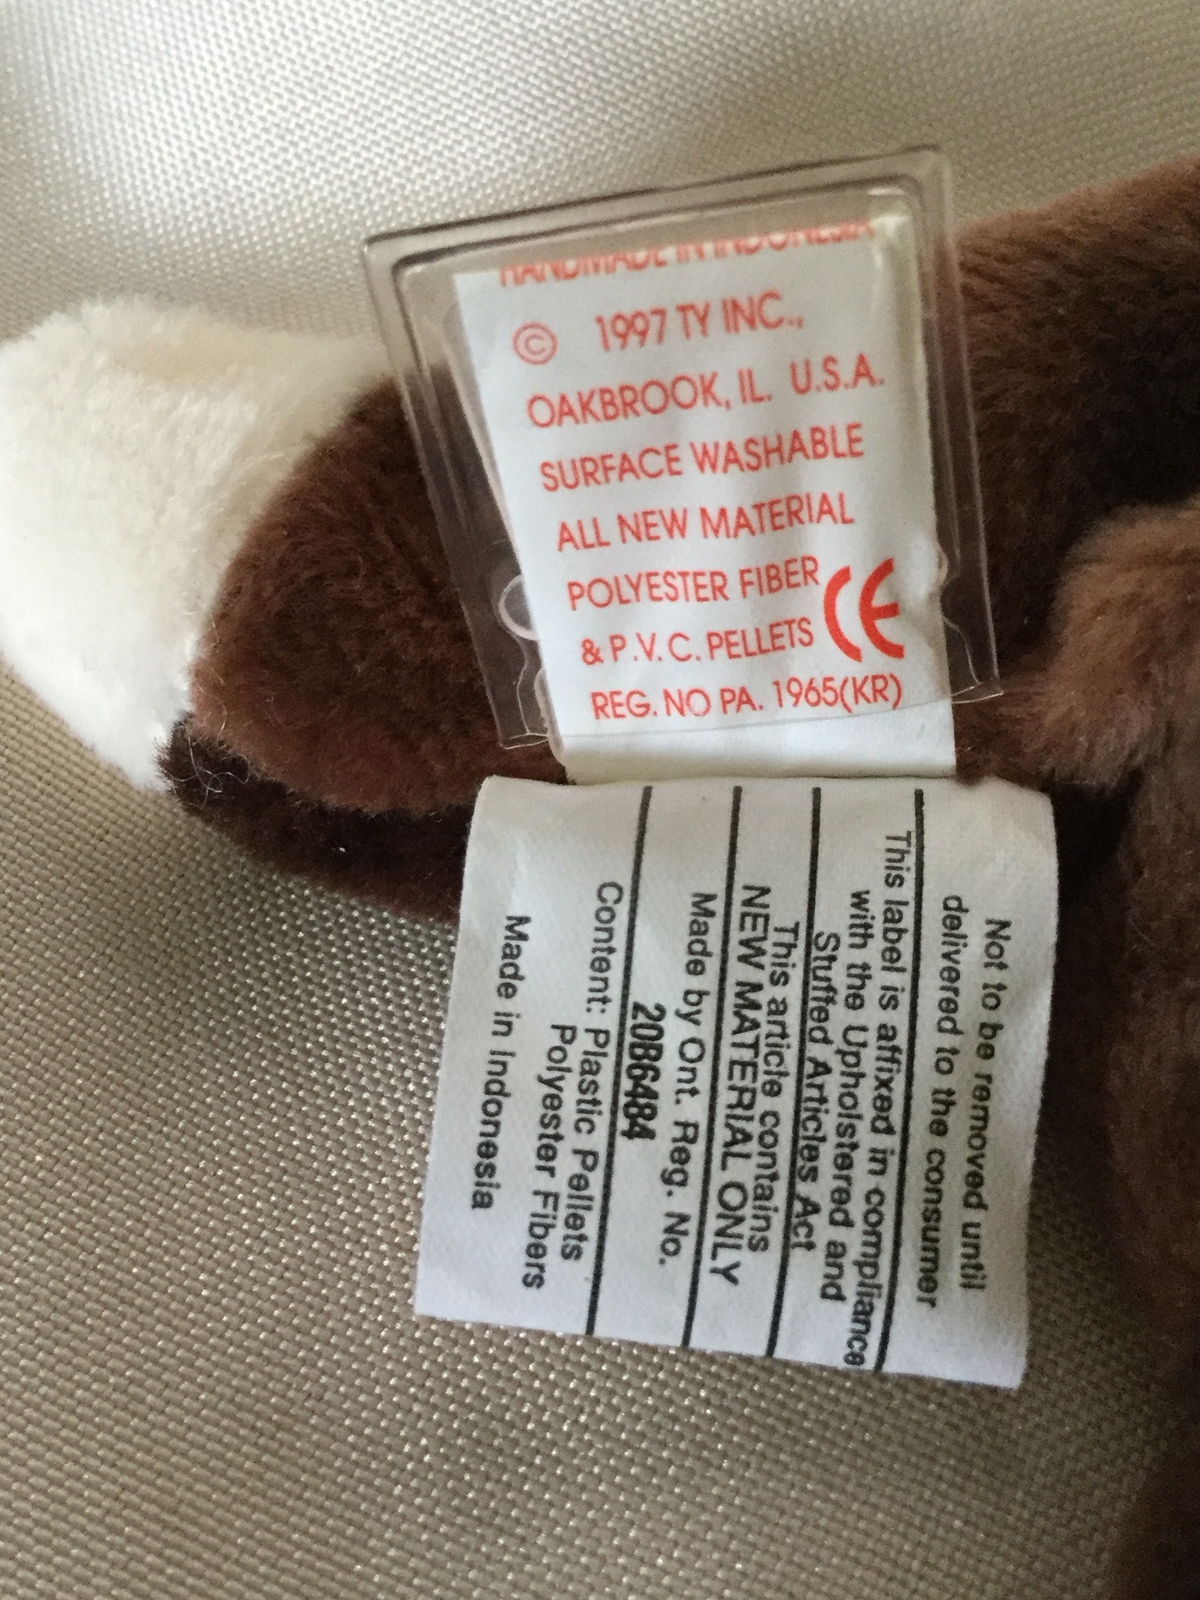 HANDMADE IN INDONESIA
© 1997 TY INC.,
OAKBROOK, IL. U.S.A.
SURFACE WASHABLE
ALL NEW MATERIAL
POLYESTER FIBER
& P.V.C. PELLETS CE
REG. NO PA. 1965(KR)
Not to be removed until
delivered to the consumer
This label is affixed in compliance
with the Upholstered and
Stuffed Articles Act
This article contains
NEW MATERIAL ONLY
Made by Ont. Reg. No.
20B6484
Content: Plastic Pellets
Polyester Fibers
Made in Indonesia